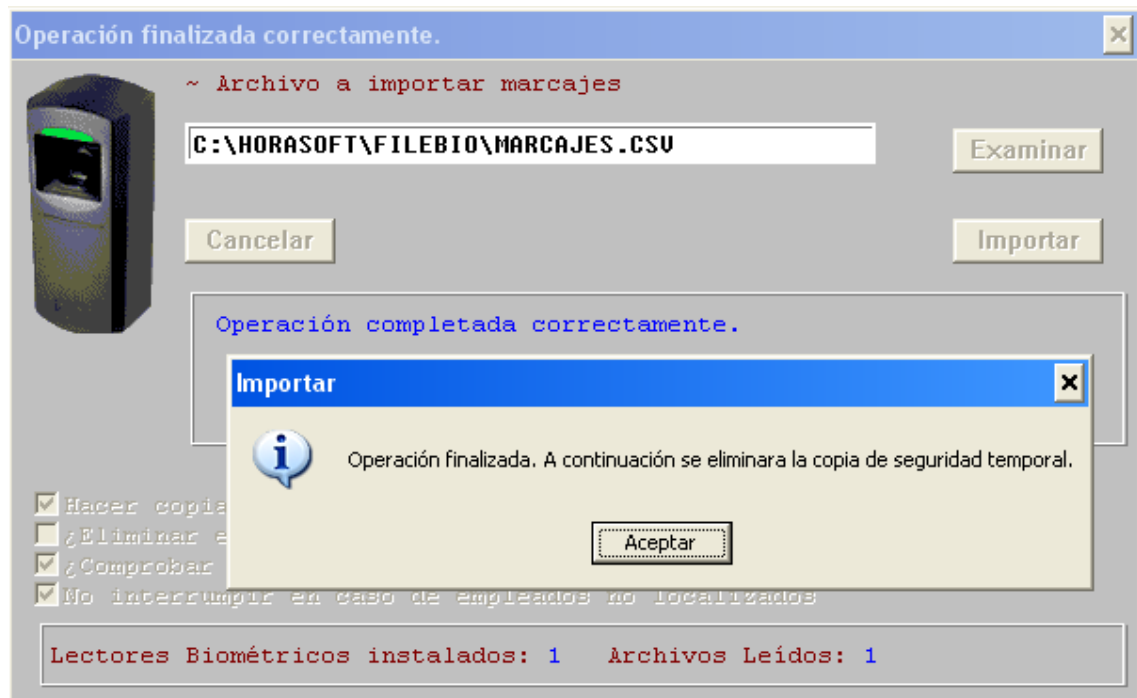 Operación finalizada correctamente.
~ Archivo a importar marcajes
C:\HORASOFT\FILEBIO\MARCAJES.CSV
Examinar
Cancelar
Importar
Operación completada correctamente.
Importar
Operación finalizada. A continuación se eliminara la copia de seguridad temporal.
Aceptar
Hacer copia
¿Eliminar e
¿Comprobar
No interrumpir en caso de empleados no localizados
Lectores Biométricos instalados: 1 Archivos Leídos: 1